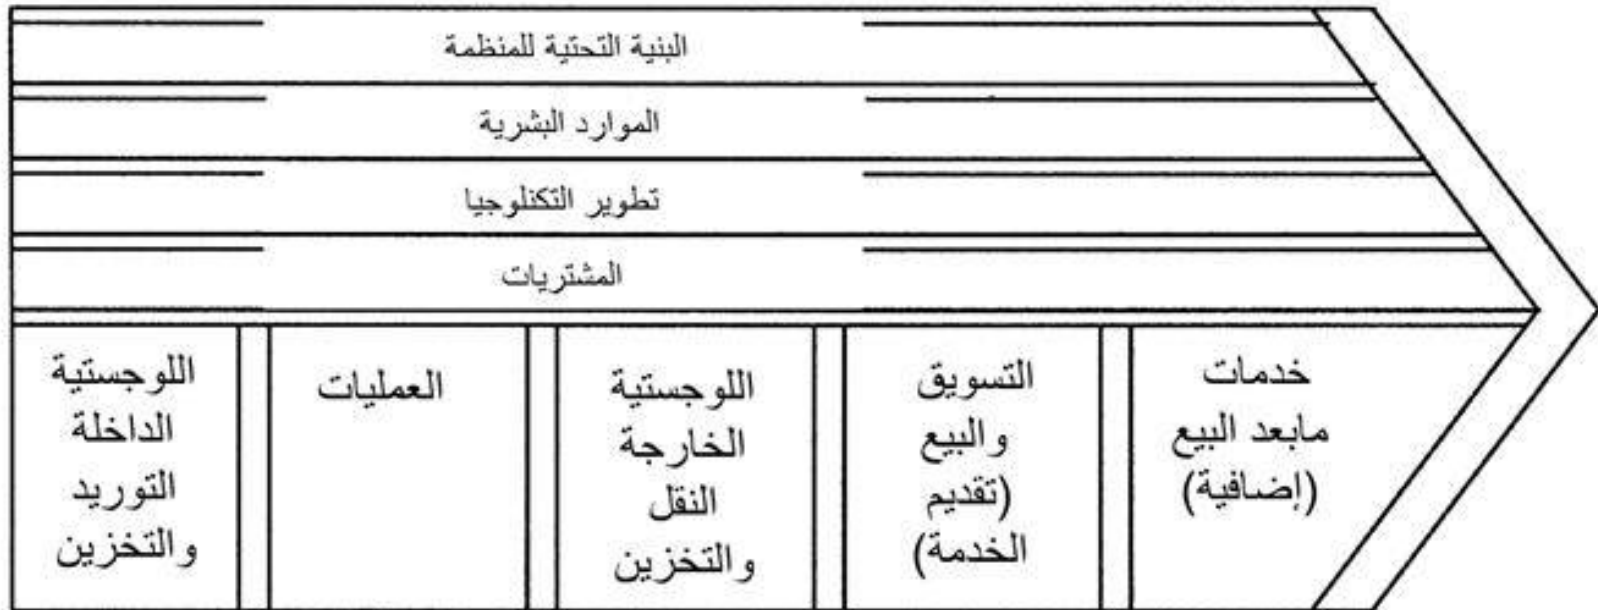 البنية التحتية للمنظمة
الموارد البشرية
تطوير التكنلوجيا
المشتريات
اللوجستية
الداخلة
التوريد
والتخزين
العمليات
اللوجستية
الخارجة
النقل
والتخزين
التسويق
والبيع
(تقديم
الخدمة)
خدمات
مابعد البيع
(إضافية)